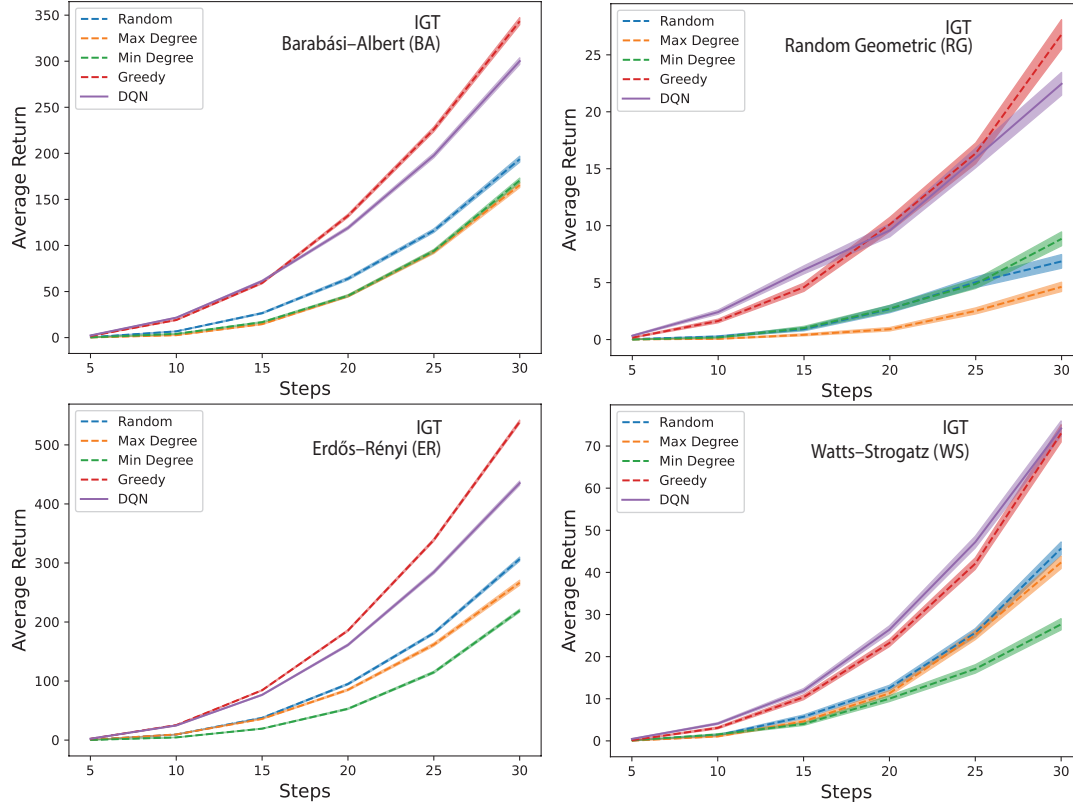 IGT
Barabási–Albert (BA)
Random
Max Degree
Min Degree
Greedy
DQN
Average Return
350
300
250
200
150
100
50
0
5
10
15
20
25
30
Steps
IGT
Random Geometric (RG)
Random
Max Degree
Min Degree
Greedy
DQN
Average Return
25
20
15
10
5
0
5
10
15
20
25
30
Steps
IGT
Erdős–Rényi (ER)
Random
Max Degree
Min Degree
Greedy
DQN
Average Return
500
400
300
200
100
0
5
10
15
20
25
30
Steps
IGT
Watts–Strogatz (WS)
Random
Max Degree
Min Degree
Greedy
DQN
Average Return
70
60
50
40
30
20
10
0
5
10
15
20
25
30
Steps